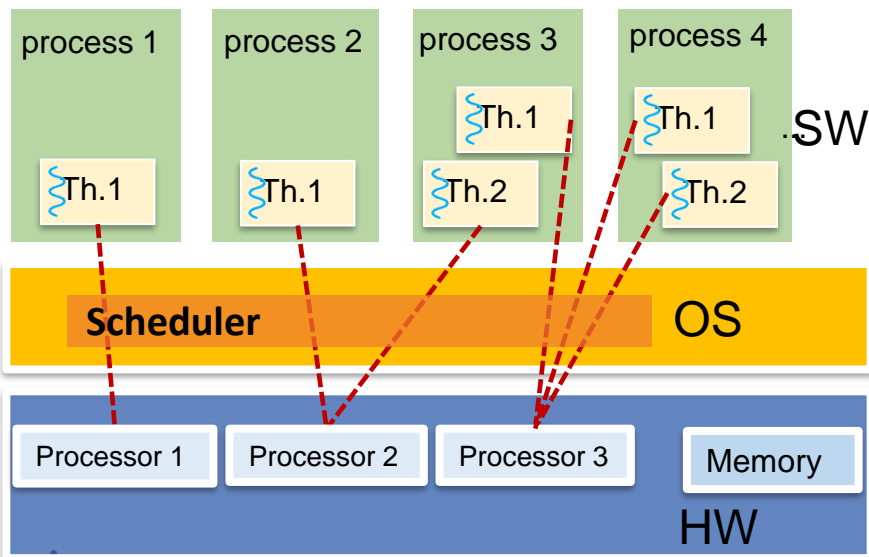 process 1
process 2
process 3
process 4
Th.1
Th.1
...SW
Th.1
Th.1
Th.2
Th.2
Scheduler
OS
Processor 1
Processor 2
Processor 3
Memory
HW